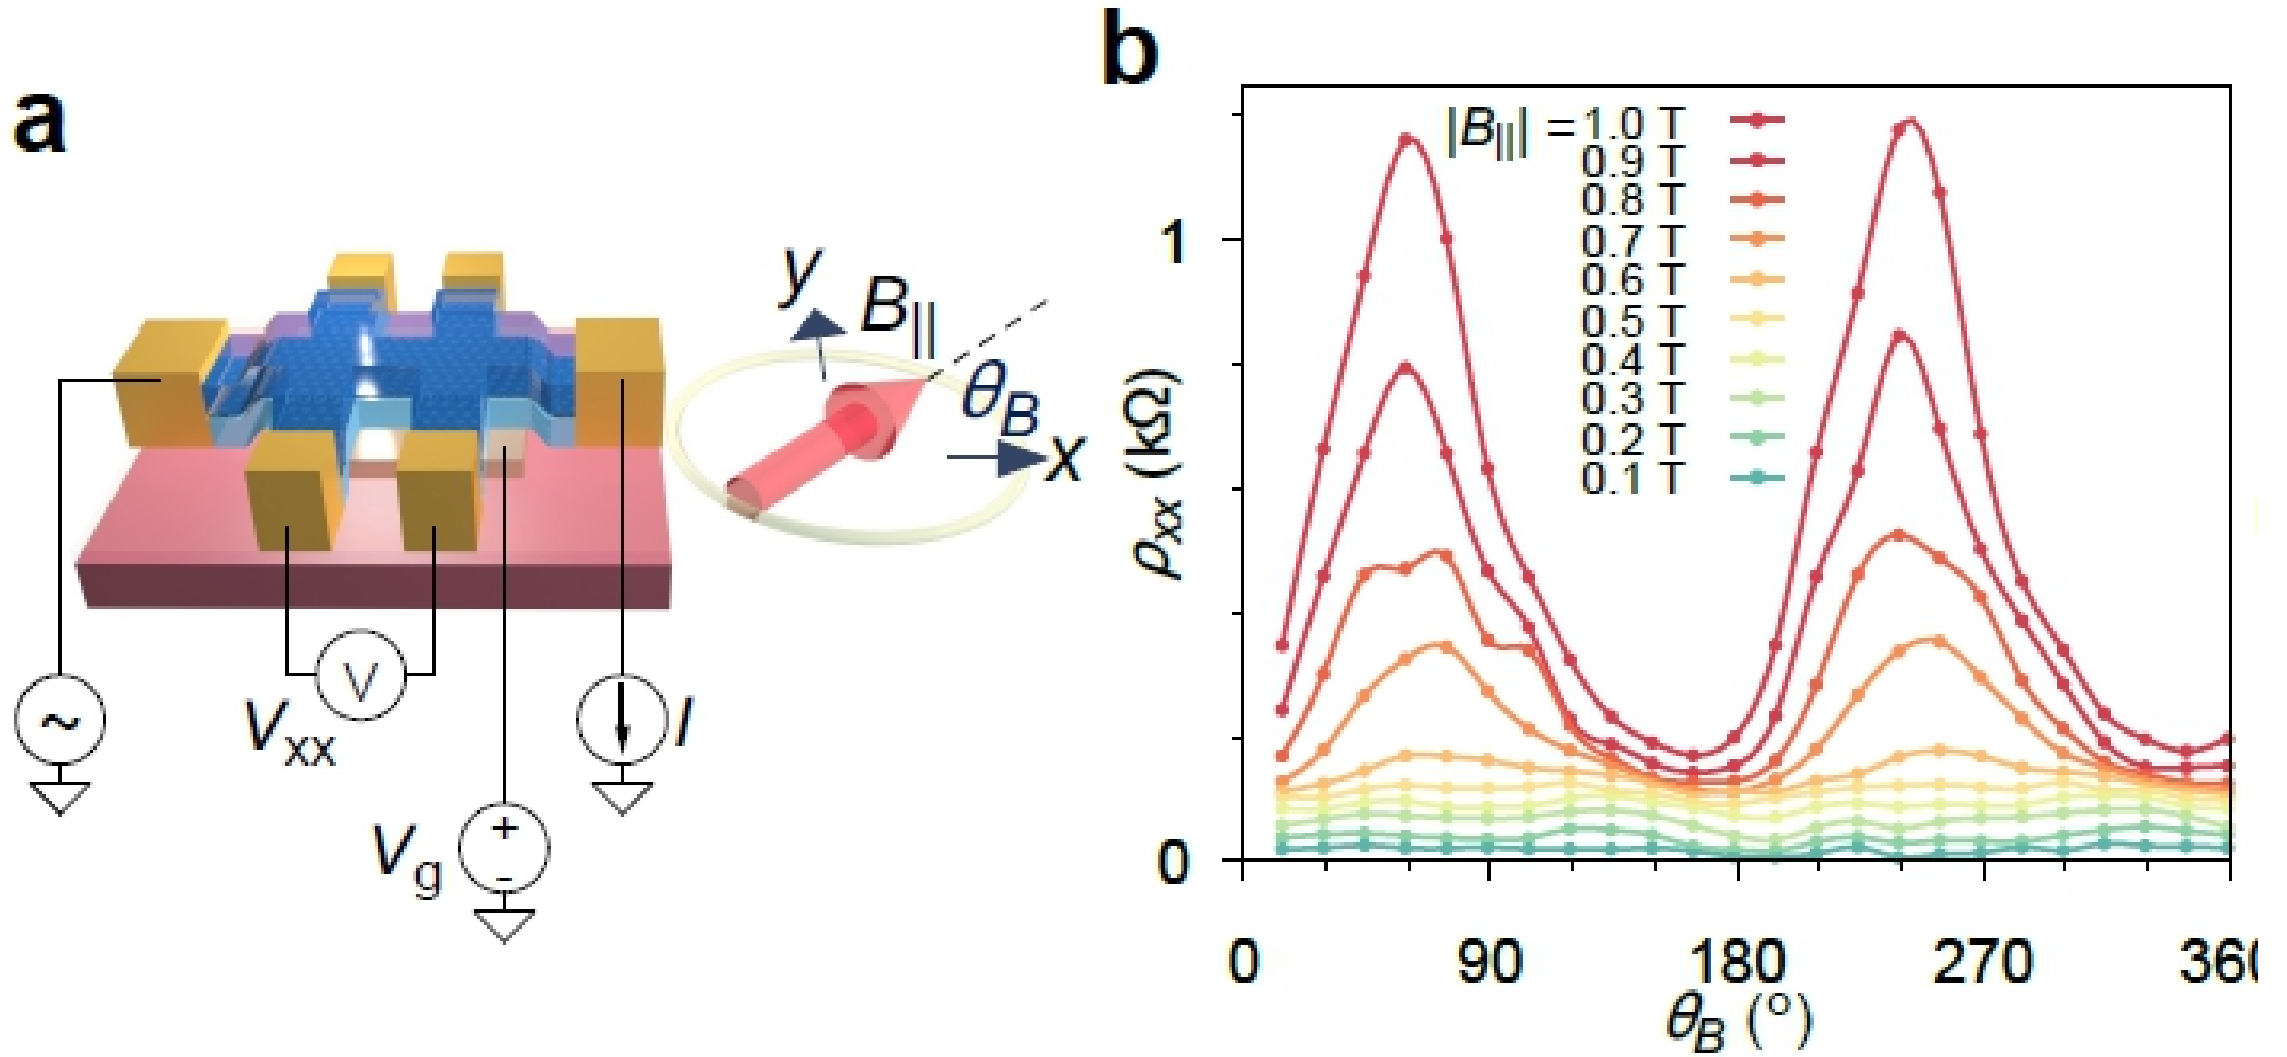 a
y
B||
θB
x
V
Vxx
~
I
Vg
+
-
b
|B||| = 1.0 T
0.9 T
0.8 T
0.7 T
0.6 T
0.5 T
0.4 T
0.3 T
0.2 T
0.1 T
1
0
ρxx (kΩ)
0 90 180 270 360
θB (°)